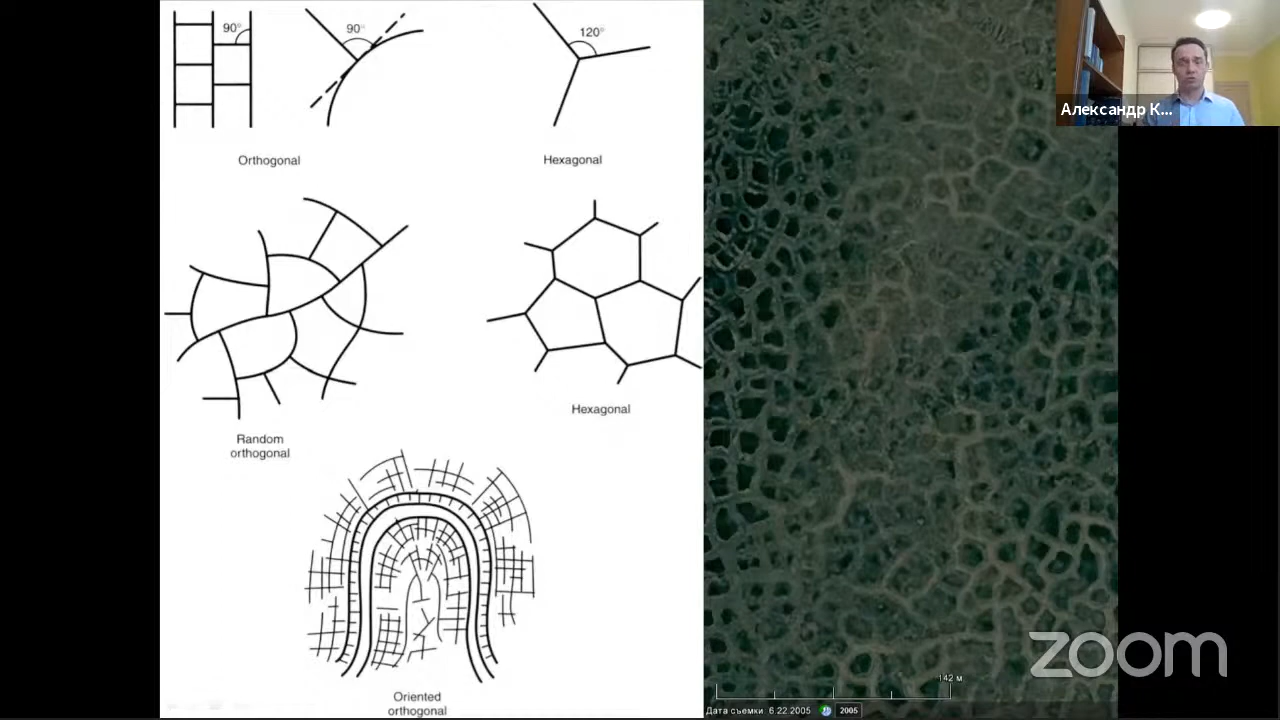 90°
90°
120°
Александр К...
Orthogonal
Hexagonal
Hexagonal
Random
orthogonal
zoom
142 м
Oriented
orthogonal
Дата съемки: 6.22.2005
2005